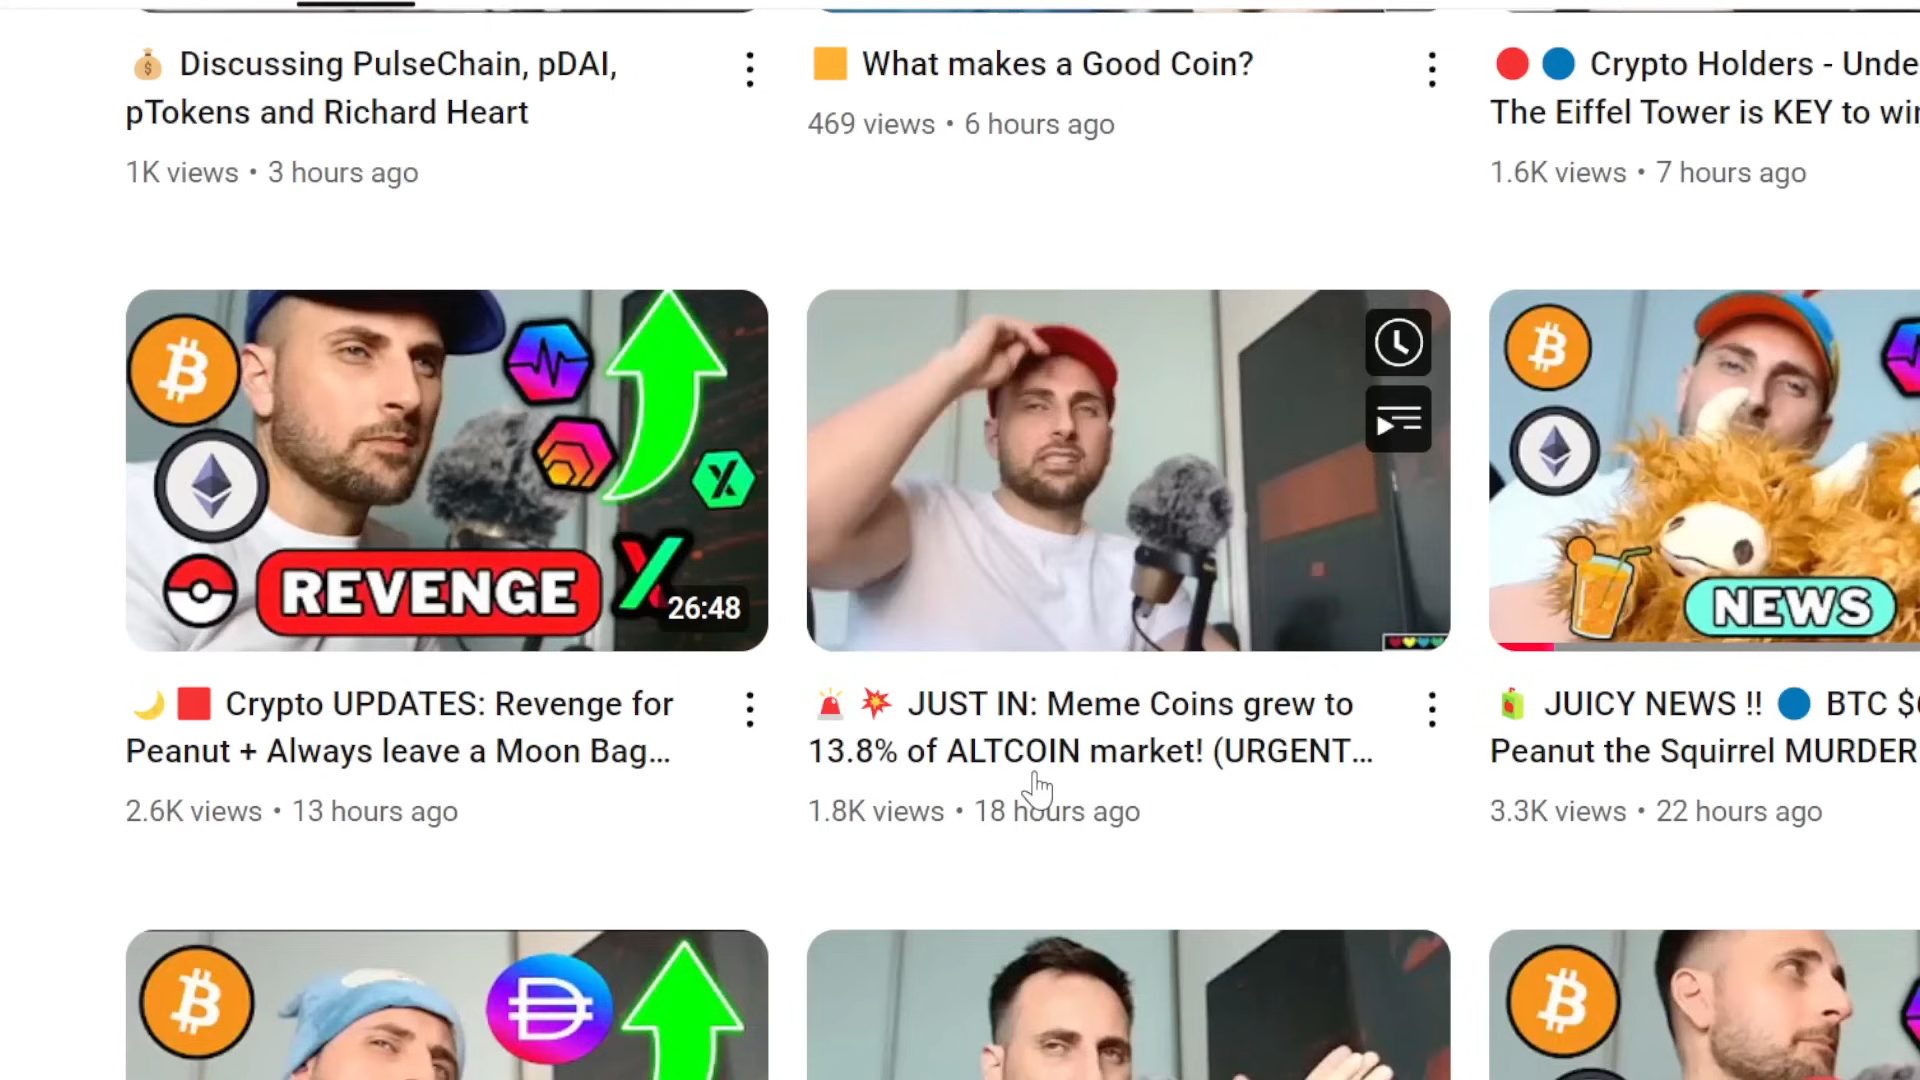 Discussing PulseChain, pDAI,
pTokens and Richard Heart
1K views • 3 hours ago
What makes a Good Coin?
469 views • 6 hours ago
Crypto Holders - Unde
The Eiffel Tower is KEY to wi
1.6K views • 7 hours ago
REVENGE
26:48
NEWS
Crypto UPDATES: Revenge for
Peanut + Always leave a Moon Bag...
2.6K views • 13 hours ago
JUST IN: Meme Coins grew to
13.8% of ALTCOIN market! (URGENT...
1.8K views • 18 hours ago
JUICY NEWS !! BTC $
Peanut the Squirrel MURDER
3.3K views • 22 hours ago